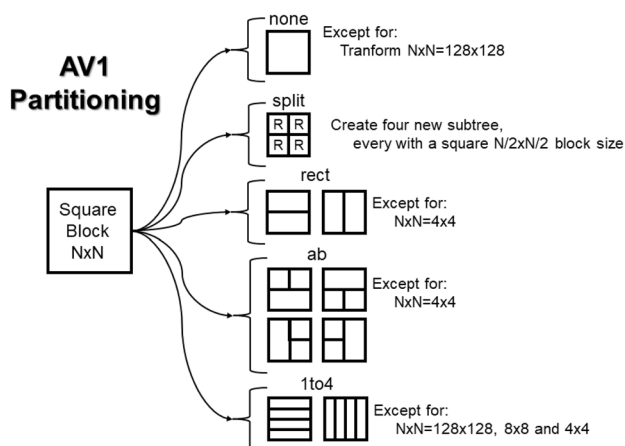 AV1
Partitioning
Square
Block
NxN
none
Except for:
Tranform NxN=128x128
split
R R
R R
Create four new subtree,
every with a square N/2xN/2 block size
rect
Except for:
NxN=4x4
ab
Except for:
NxN=4x4
1to4
Except for:
NxN=128x128, 8x8 and 4x4